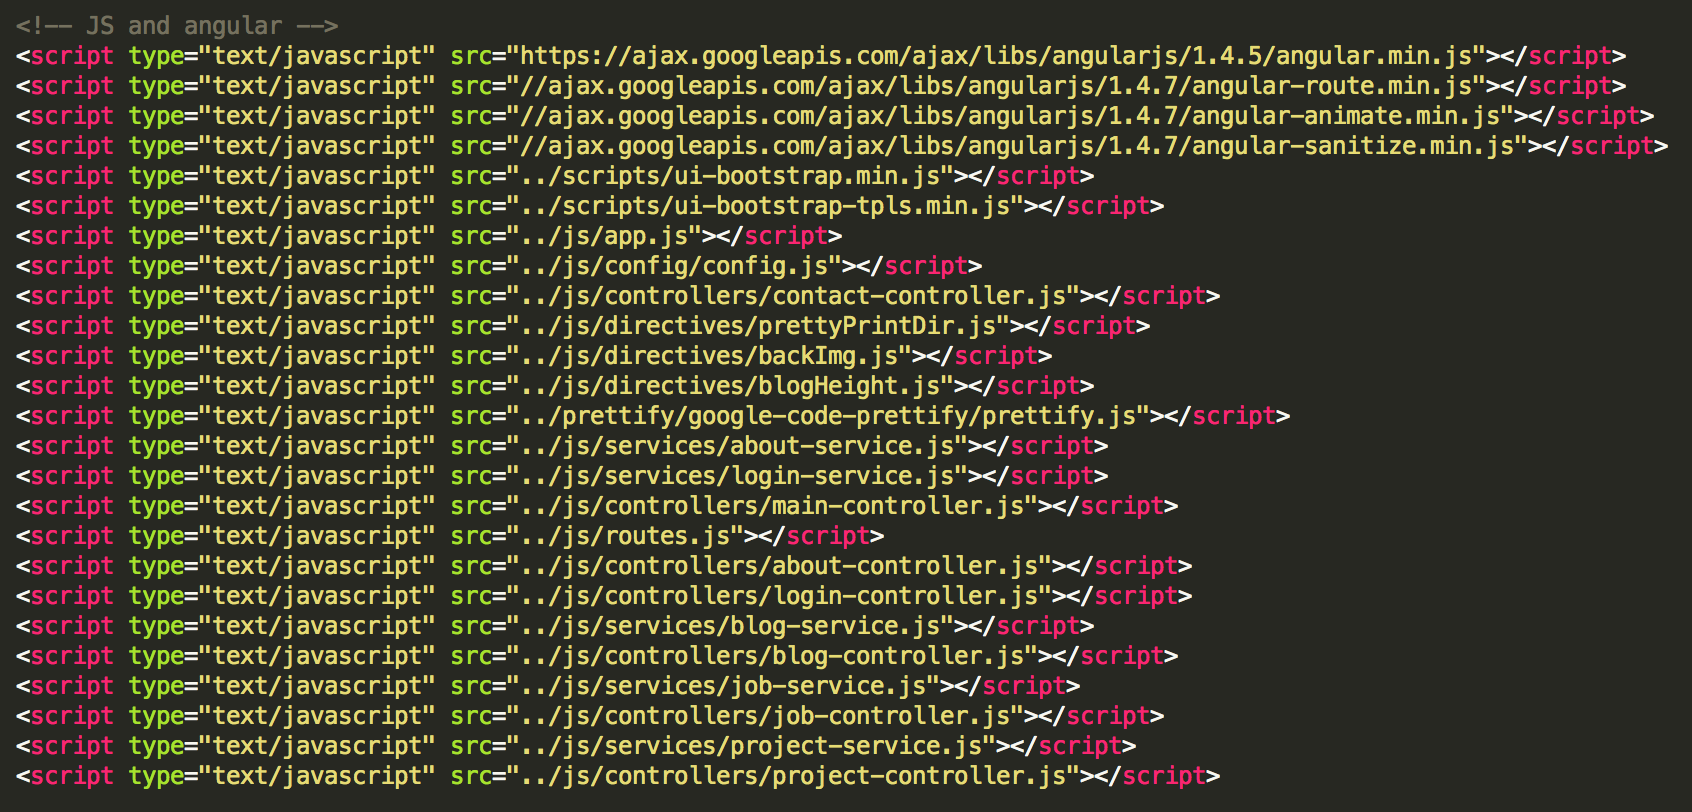 <!-- JS and angular -->
<script type="text/javascript" src="https://ajax.googleapis.com/ajax/libs/angularjs/1.4.5/angular.min.js"></script>
<script type="text/javascript" src="//ajax.googleapis.com/ajax/libs/angularjs/1.4.7/angular-route.min.js"></script>
<script type="text/javascript" src="//ajax.googleapis.com/ajax/libs/angularjs/1.4.7/angular-animate.min.js"></script>
<script type="text/javascript" src="//ajax.googleapis.com/ajax/libs/angularjs/1.4.7/angular-sanitize.min.js"></script>
<script type="text/javascript" src="../scripts/ui-bootstrap.min.js"></script>
<script type="text/javascript" src="../scripts/ui-bootstrap-tpls.min.js"></script>
<script type="text/javascript" src="../js/app.js"></script>
<script type="text/javascript" src="../js/config/config.js"></script>
<script type="text/javascript" src="../js/controllers/contact-controller.js"></script>
<script type="text/javascript" src="../js/directives/prettyPrintDir.js"></script>
<script type="text/javascript" src="../js/directives/backImg.js"></script>
<script type="text/javascript" src="../js/directives/blogHeight.js"></script>
<script type="text/javascript" src="../prettify/google-code-prettify/prettify.js"></script>
<script type="text/javascript" src="../js/services/about-service.js"></script>
<script type="text/javascript" src="../js/services/login-service.js"></script>
<script type="text/javascript" src="../js/controllers/main-controller.js"></script>
<script type="text/javascript" src="../js/routes.js"></script>
<script type="text/javascript" src="../js/controllers/about-controller.js"></script>
<script type="text/javascript" src="../js/controllers/login-controller.js"></script>
<script type="text/javascript" src="../js/services/blog-service.js"></script>
<script type="text/javascript" src="../js/controllers/blog-controller.js"></script>
<script type="text/javascript" src="../js/services/job-service.js"></script>
<script type="text/javascript" src="../js/controllers/job-controller.js"></script>
<script type="text/javascript" src="../js/services/project-service.js"></script>
<script type="text/javascript" src="../js/controllers/project-controller.js"></script>